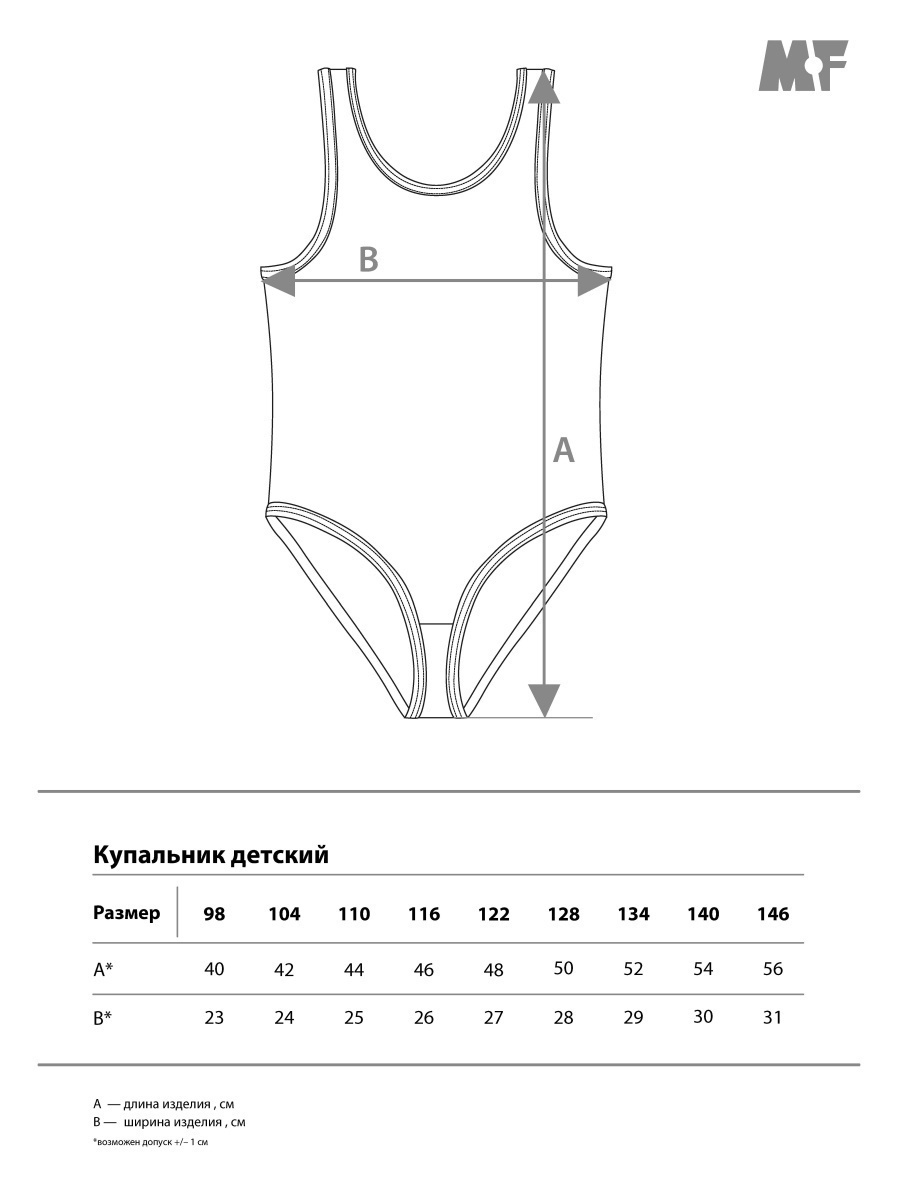 MF
B
A
Купальник детский
Размер 98 104 110 116 122 128 134 140 146
A* 40 42 44 46 48 50 52 54 56
B* 23 24 25 26 27 28 29 30 31
A — длина изделия , см
B — ширина изделия , см
*возможен допуск +/– 1 см